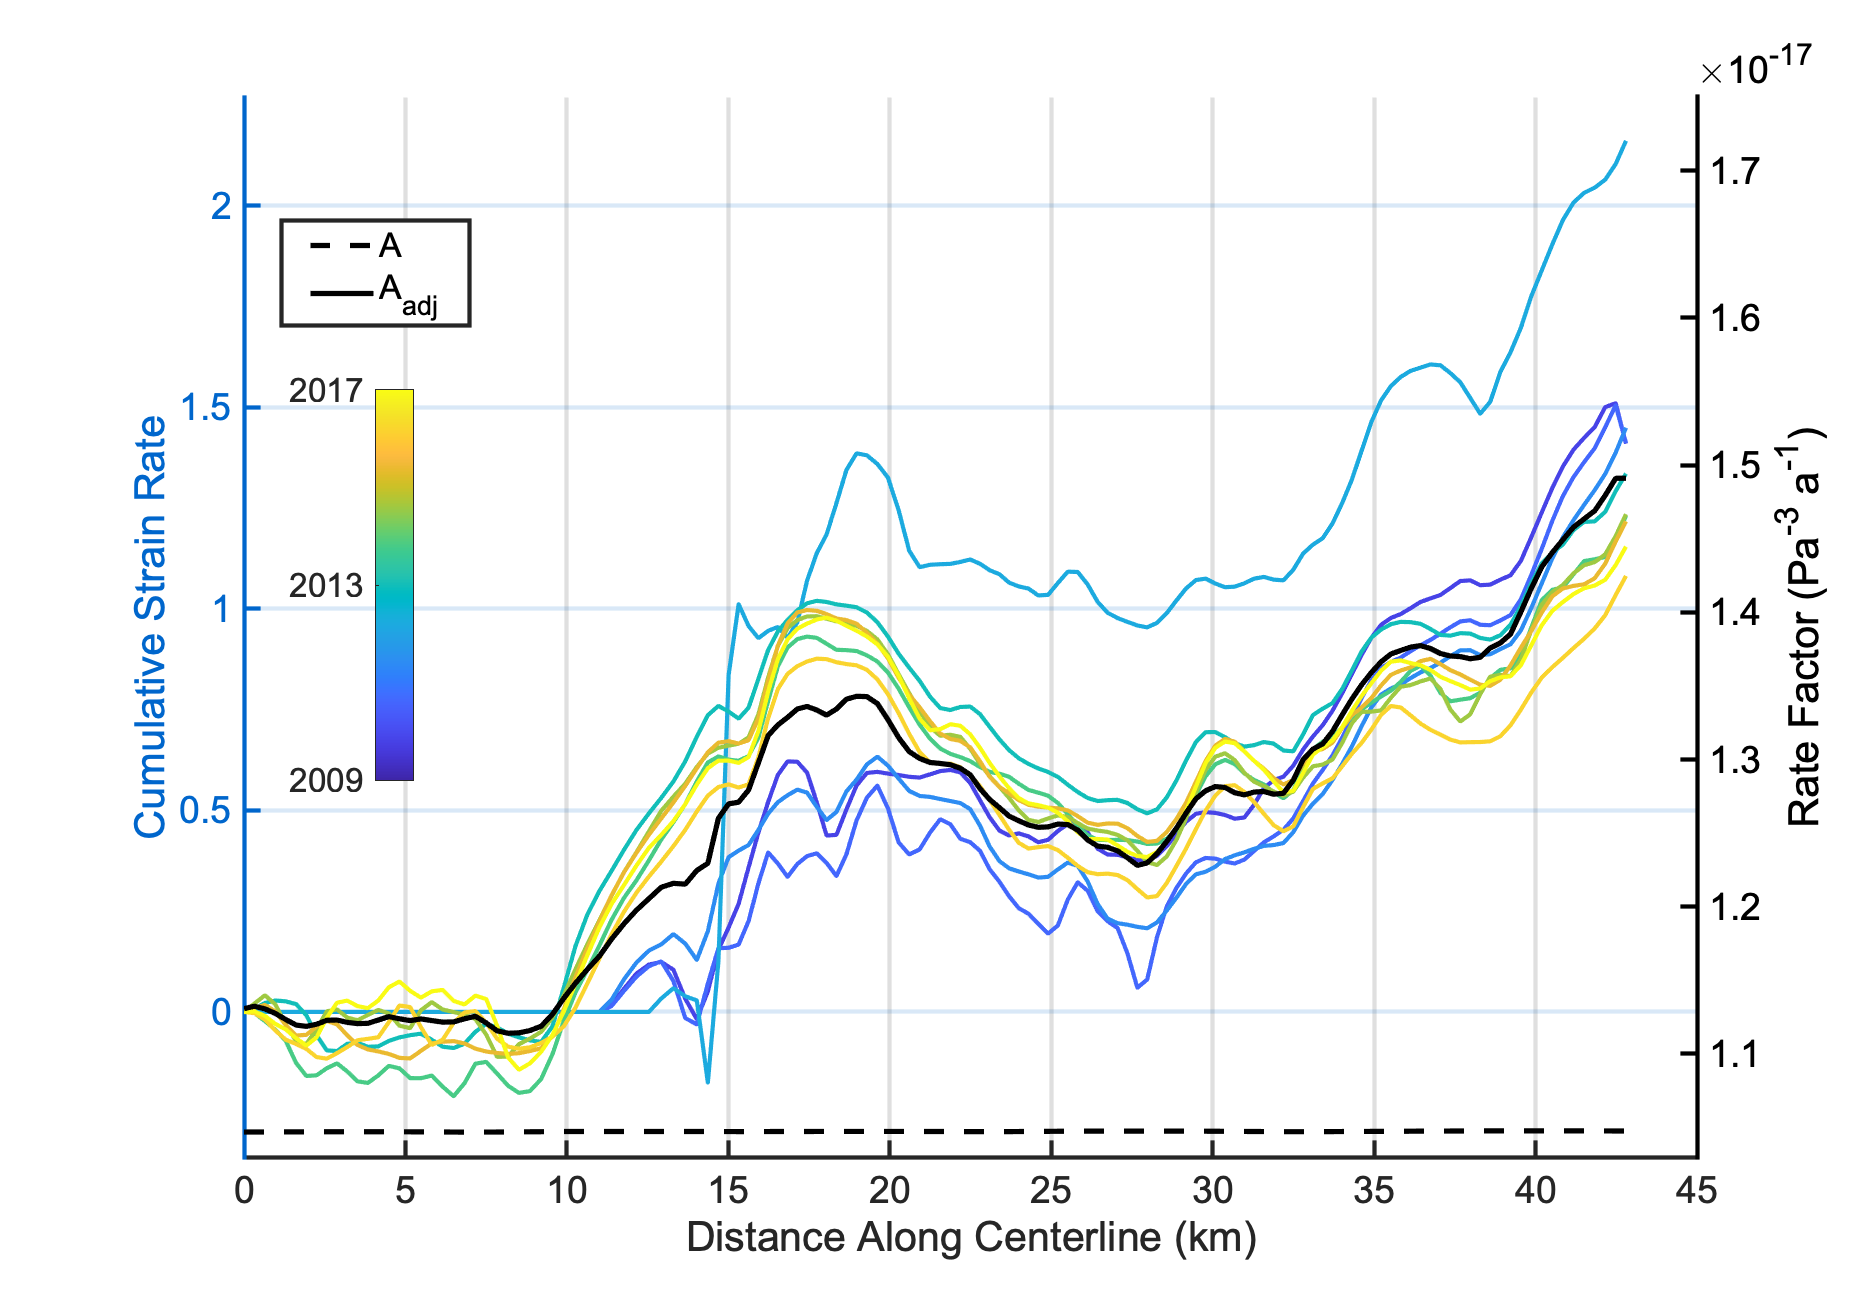 ×10-17
2
1.5
1
0.5
0
Cumulative Strain Rate
A
Aadj
2017
2013
2009
1.7
1.6
1.5
1.4
1.3
1.2
1.1
Rate Factor (Pa-3 a-1)
0 5 10 15 20 25 30 35 40 45
Distance Along Centerline (km)